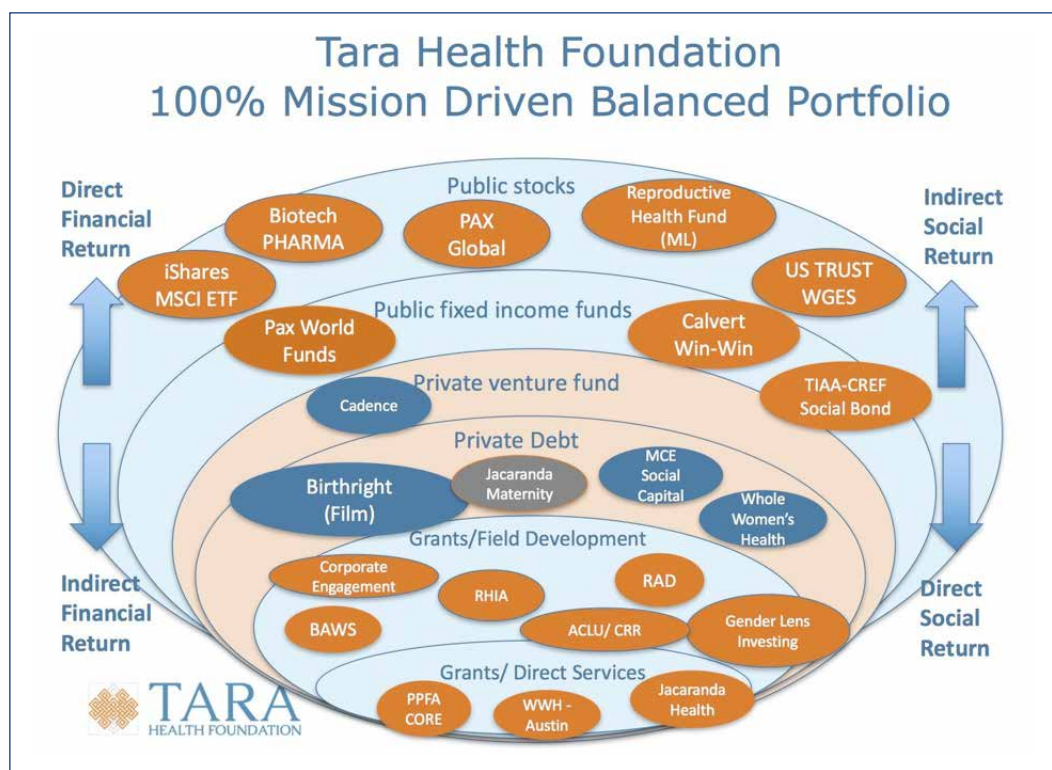 Tara Health Foundation
100% Mission Driven Balanced Portfolio
Direct
Financial
Return
Indirect
Social
Return
Public stocks
Biotech
PHARMA
PAX
Global
Reproductive
Health Fund
(ML)
iShares
MSCI ETF
US TRUST
WGES
Public fixed income funds
Pax World
Funds
Calvert
Win-Win
TIAA-CREF
Social Bond
Private venture fund
Cadence
Private Debt
Birthright
(Film)
Jacaranda
Maternity
MCE
Social
Capital
Whole
Women's
Health
Grants/Field Development
Corporate
Engagement
RHIA
RAD
BAWS
ACLU/ CRR
Gender Lens
Investing
Indirect
Financial
Return
Direct
Social
Return
Grants/ Direct Services
PPFA
CORE
WWH -
Austin
Jacaranda
Health
TARA
HEALTH FOUNDATION